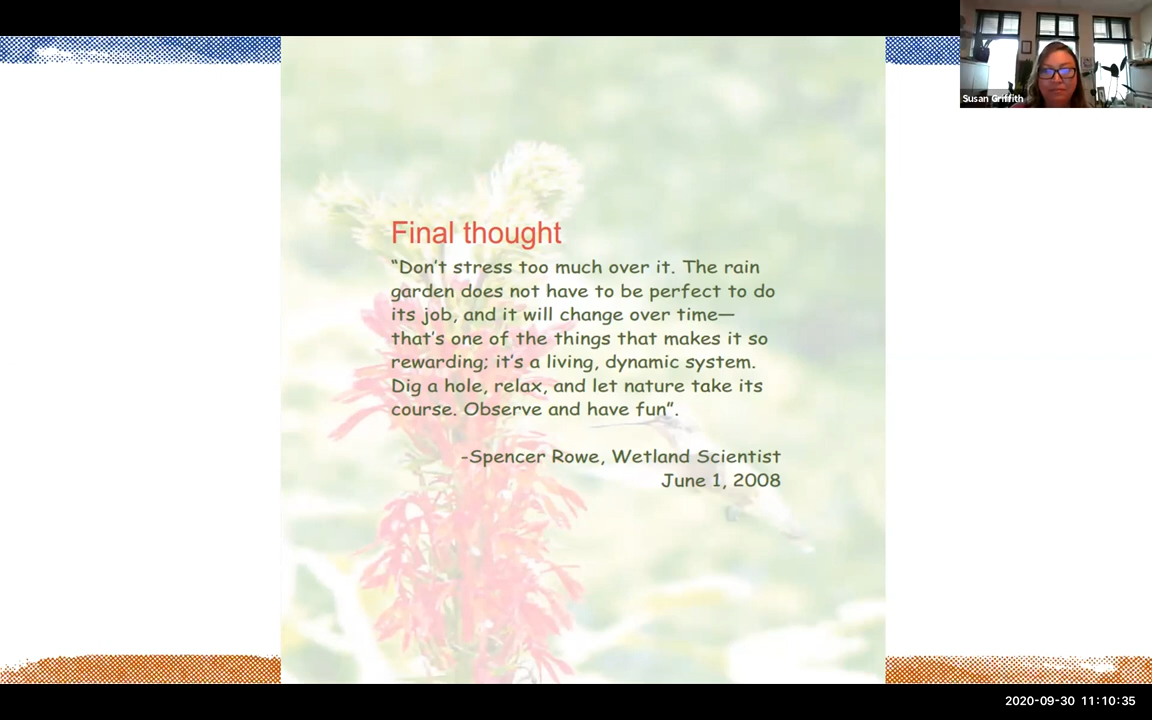 Susan Griffith
Final thought
“Don’t stress too much over it. The rain
garden does not have to be perfect to do
its job, and it will change over time—
that’s one of the things that makes it so
rewarding; it’s a living, dynamic system.
Dig a hole, relax, and let nature take its
course. Observe and have fun”.
-Spencer Rowe, Wetland Scientist
June 1, 2008
2020-09-30 11:10:35